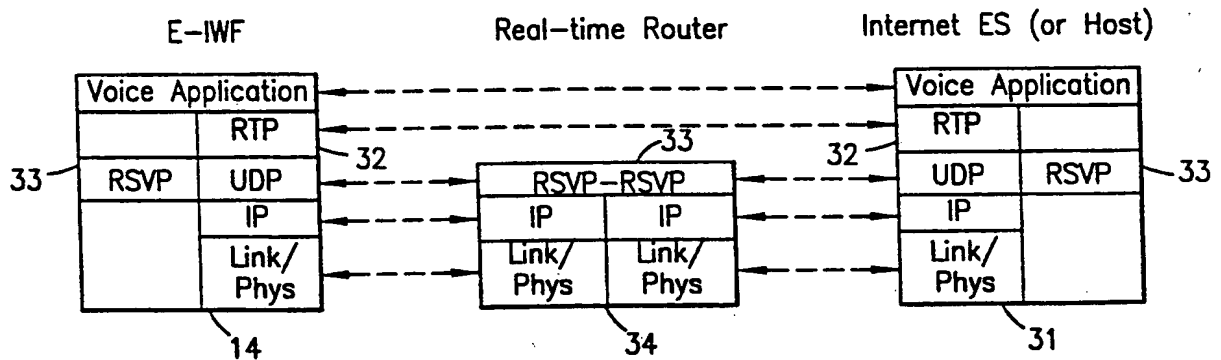 E-IWF
Real-time Router
Internet ES (or Host)
Voice Application
Voice Application
RTP
RTP
32
33
32
33
RSVP
UDP
RSVP-RSVP
UDP
RSVP
33
IP
IP
IP
IP
Link/
Phys
Link/
Phys
Link/
Phys
Link/
Phys
14
34
31